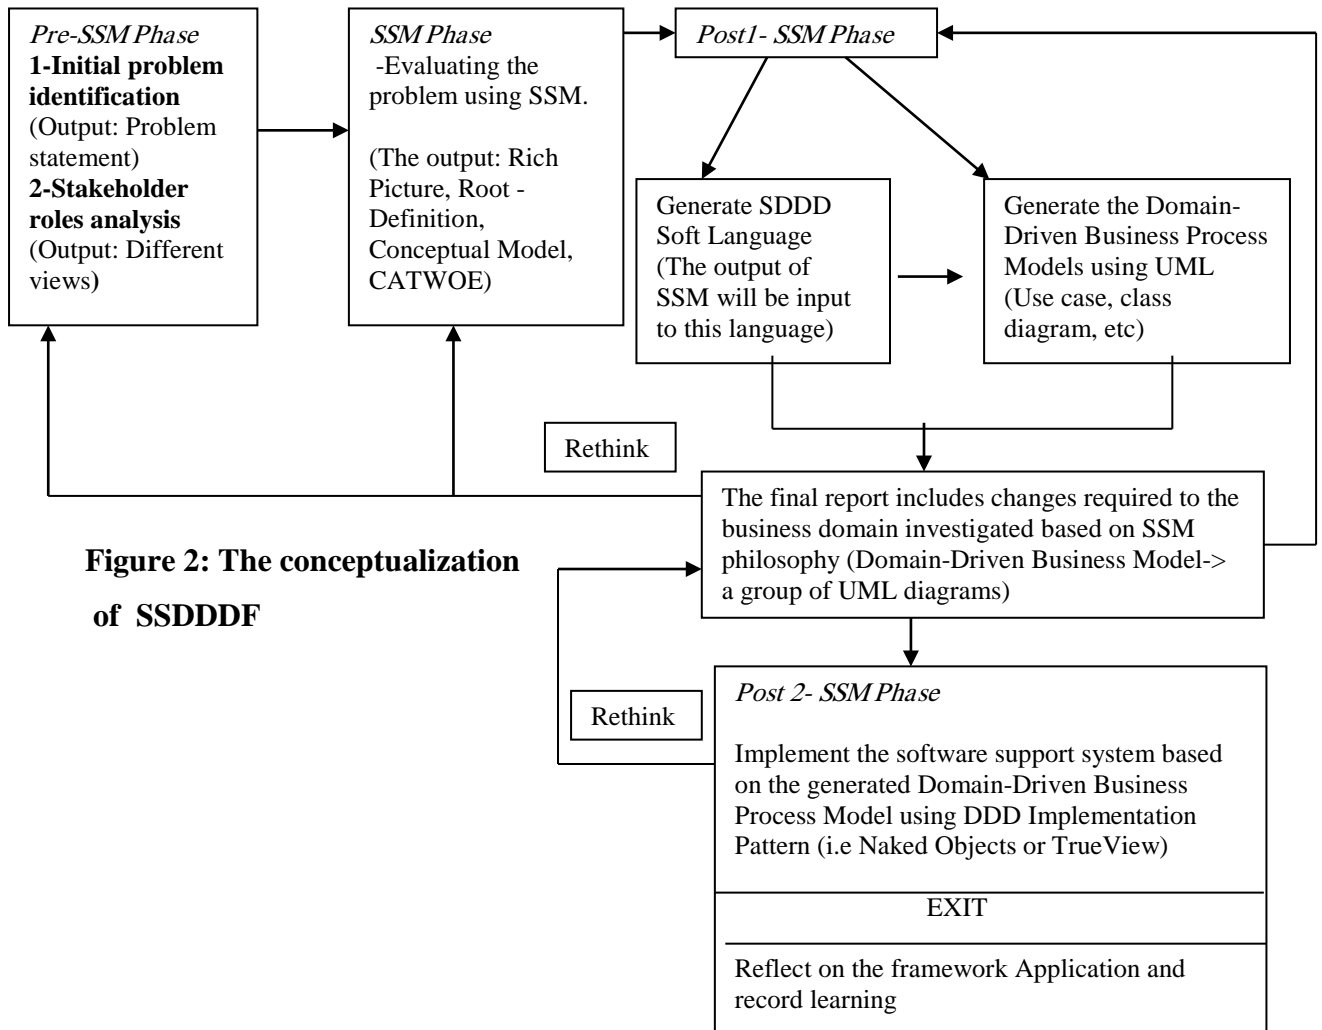 Pre-SSM Phase
1-Initial problem
identification
(Output: Problem
statement)
2-Stakeholder
roles analysis
(Output: Different
views)
SSM Phase
-Evaluating the
problem using SSM.
(The output: Rich
Picture, Root -
Definition,
Conceptual Model,
CATWOE)
Post1- SSM Phase
Generate SDDD
Soft Language
(The output of
SSM will be input
to this language)
Generate the Domain-
Driven Business Process
Models using UML
(Use case, class
diagram, etc)
Rethink
The final report includes changes required to the
business domain investigated based on SSM
philosophy (Domain-Driven Business Model->
a group of UML diagrams)
Figure 2: The conceptualization
of SSDDDF
Rethink
Post 2- SSM Phase
Implement the software support system based
on the generated Domain-Driven Business
Process Model using DDD Implementation
Pattern (i.e Naked Objects or TrueView)
EXIT
Reflect on the framework Application and
record learning